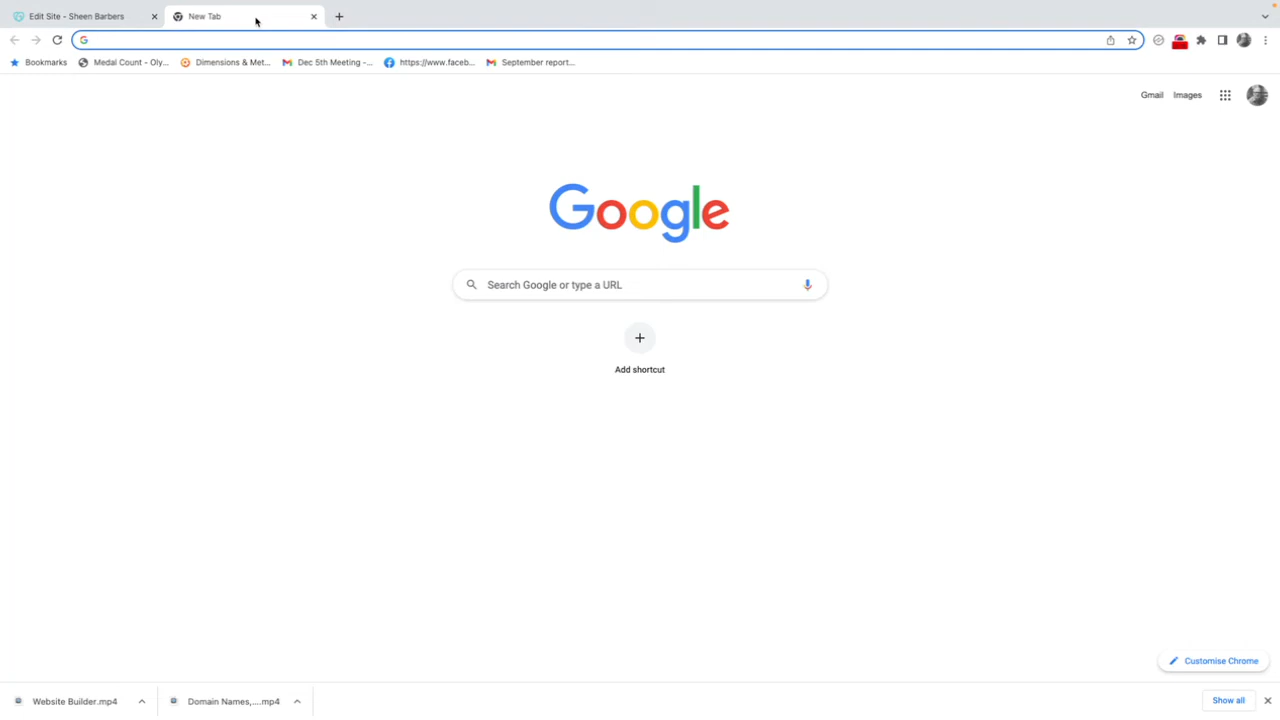 Edit Site - Sheen Barbers
New Tab
Bookmarks
Medal Count - Oly...
Dimensions & Met...
Dec 5th Meeting -...
https://www.faceb...
September report...
Gmail
Images
Google
Search Google or type a URL
Add shortcut
Customise Chrome
Website Builder.mp4
Domain Names,....mp4
Show all